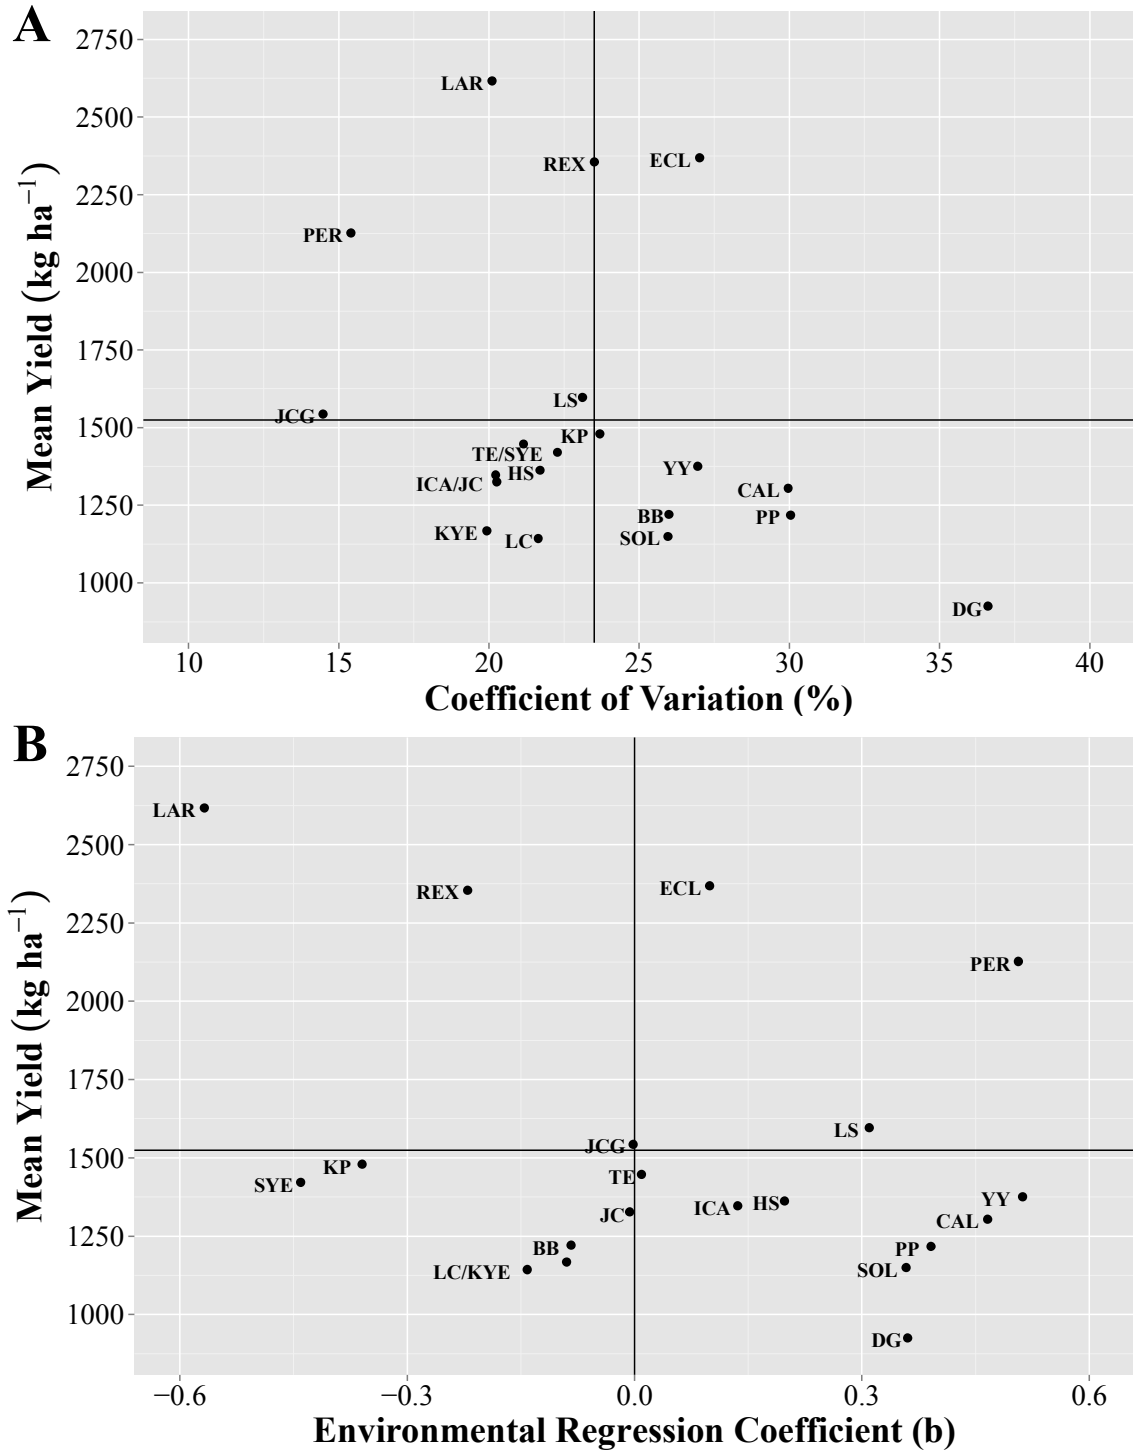 A
2750
2500
2250
2000
1750
1500
1250
1000
Mean Yield (kg ha−1)
LAR
REX
ECL
PER
LS
JCG
KP
TE/SYE
YY
HS
ICA/JC
CAL
BB
PP
KYE
LC
SOL
DG
10 15 20 25 30 35 40
Coefficient of Variation (%)
B
2750
2500
2250
2000
1750
1500
1250
1000
Mean Yield (kg ha−1)
LAR
REX
ECL
PER
LS
JCG
KP
TE
SYE
YY
ICA
HS
JC
CAL
BB
PP
LC/KYE
SOL
DG
−0.6 −0.3 0.0 0.3 0.6
Environmental Regression Coefficient (b)